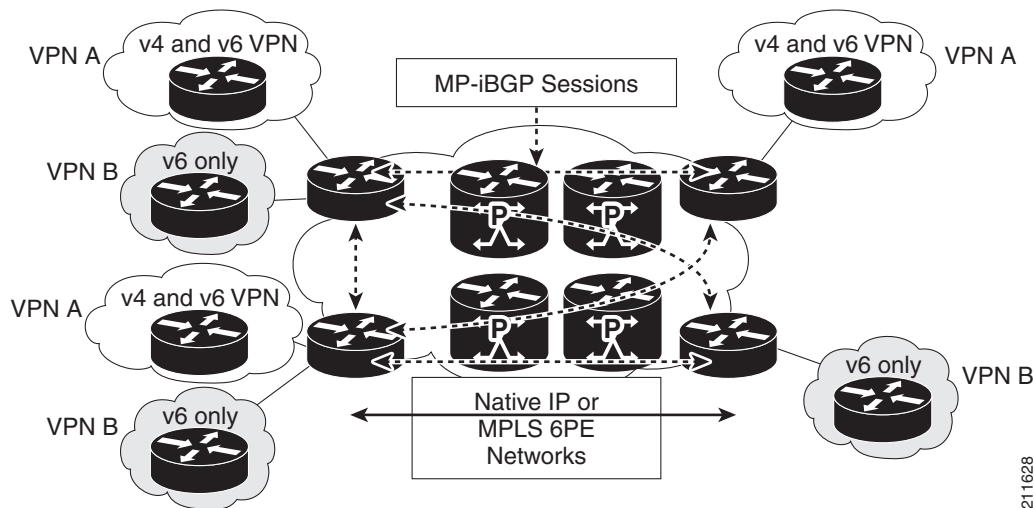 VPN A
v4 and v6 VPN
MP-iBGP Sessions
v4 and v6 VPN
VPN A
VPN B
v6 only
P
P
VPN A
v4 and v6 VPN
P
P
VPN B
v6 only
Native IP or
MPLS 6PE
Networks
v6 only
VPN B
211628